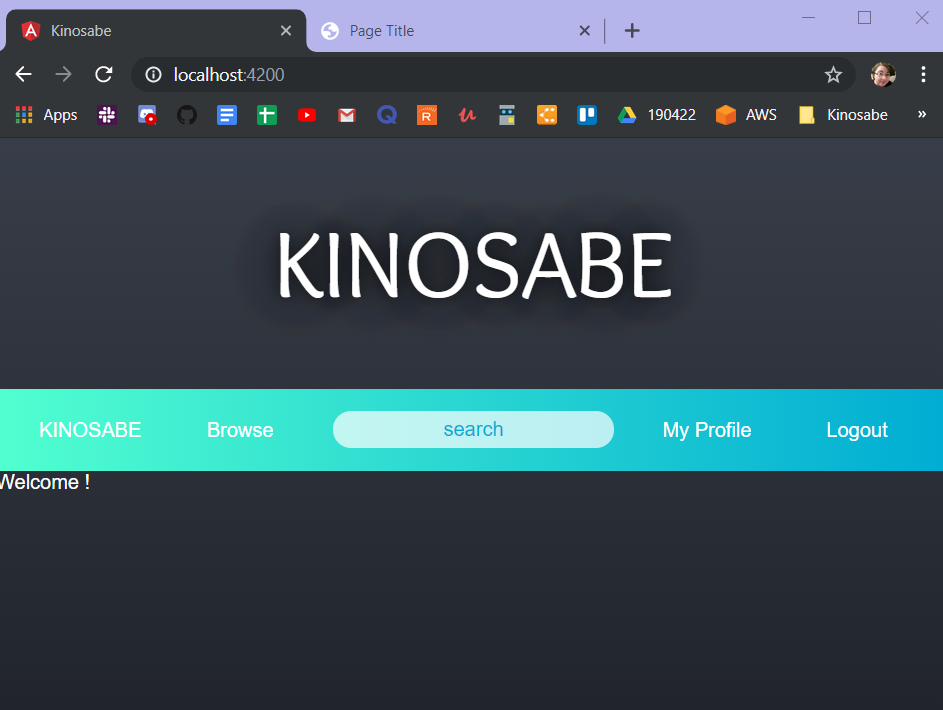 Kinosabe
Page Title
localhost:4200
Apps
190422
AWS
Kinosabe
»
KINOSABE
KINOSABE Browse search My Profile Logout
Welcome !